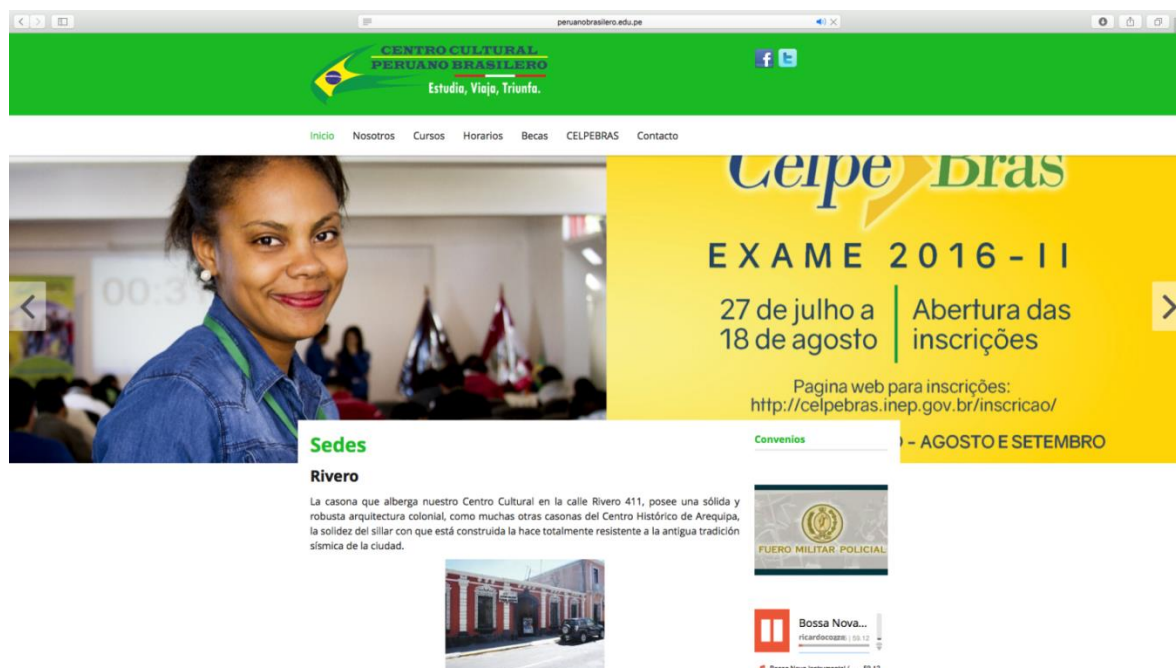 peruanobrasilero.edu.pe
CENTRO CULTURAL
PERUANO BRASILERO
Estudia, Viaja, Triunfa.
Inicio Nosotros Cursos Horarios Becas CELPEBRAS Contacto
00:3
Celpe Bras
EXAME 2016-II
27 de julho a
18 de agosto
Abertura das
inscrições
Pagina web para inscrições:
http://celpebras.inep.gov.br/inscricao/
- AGOSTO E SETEMBRO
Sedes
Rivero
La casona que alberga nuestro Centro Cultural en la calle Rivero 411, posee una sólida y
robusta arquitectura colonial, como muchas otras casonas del Centro Histórico de Arequipa,
la solidez del sillar con que está construida la hace totalmente resistente a la antigua tradición
sísmica de la ciudad.
Convenios
FUERO MILITAR POLICIAL
Bossa Nova...
59.12